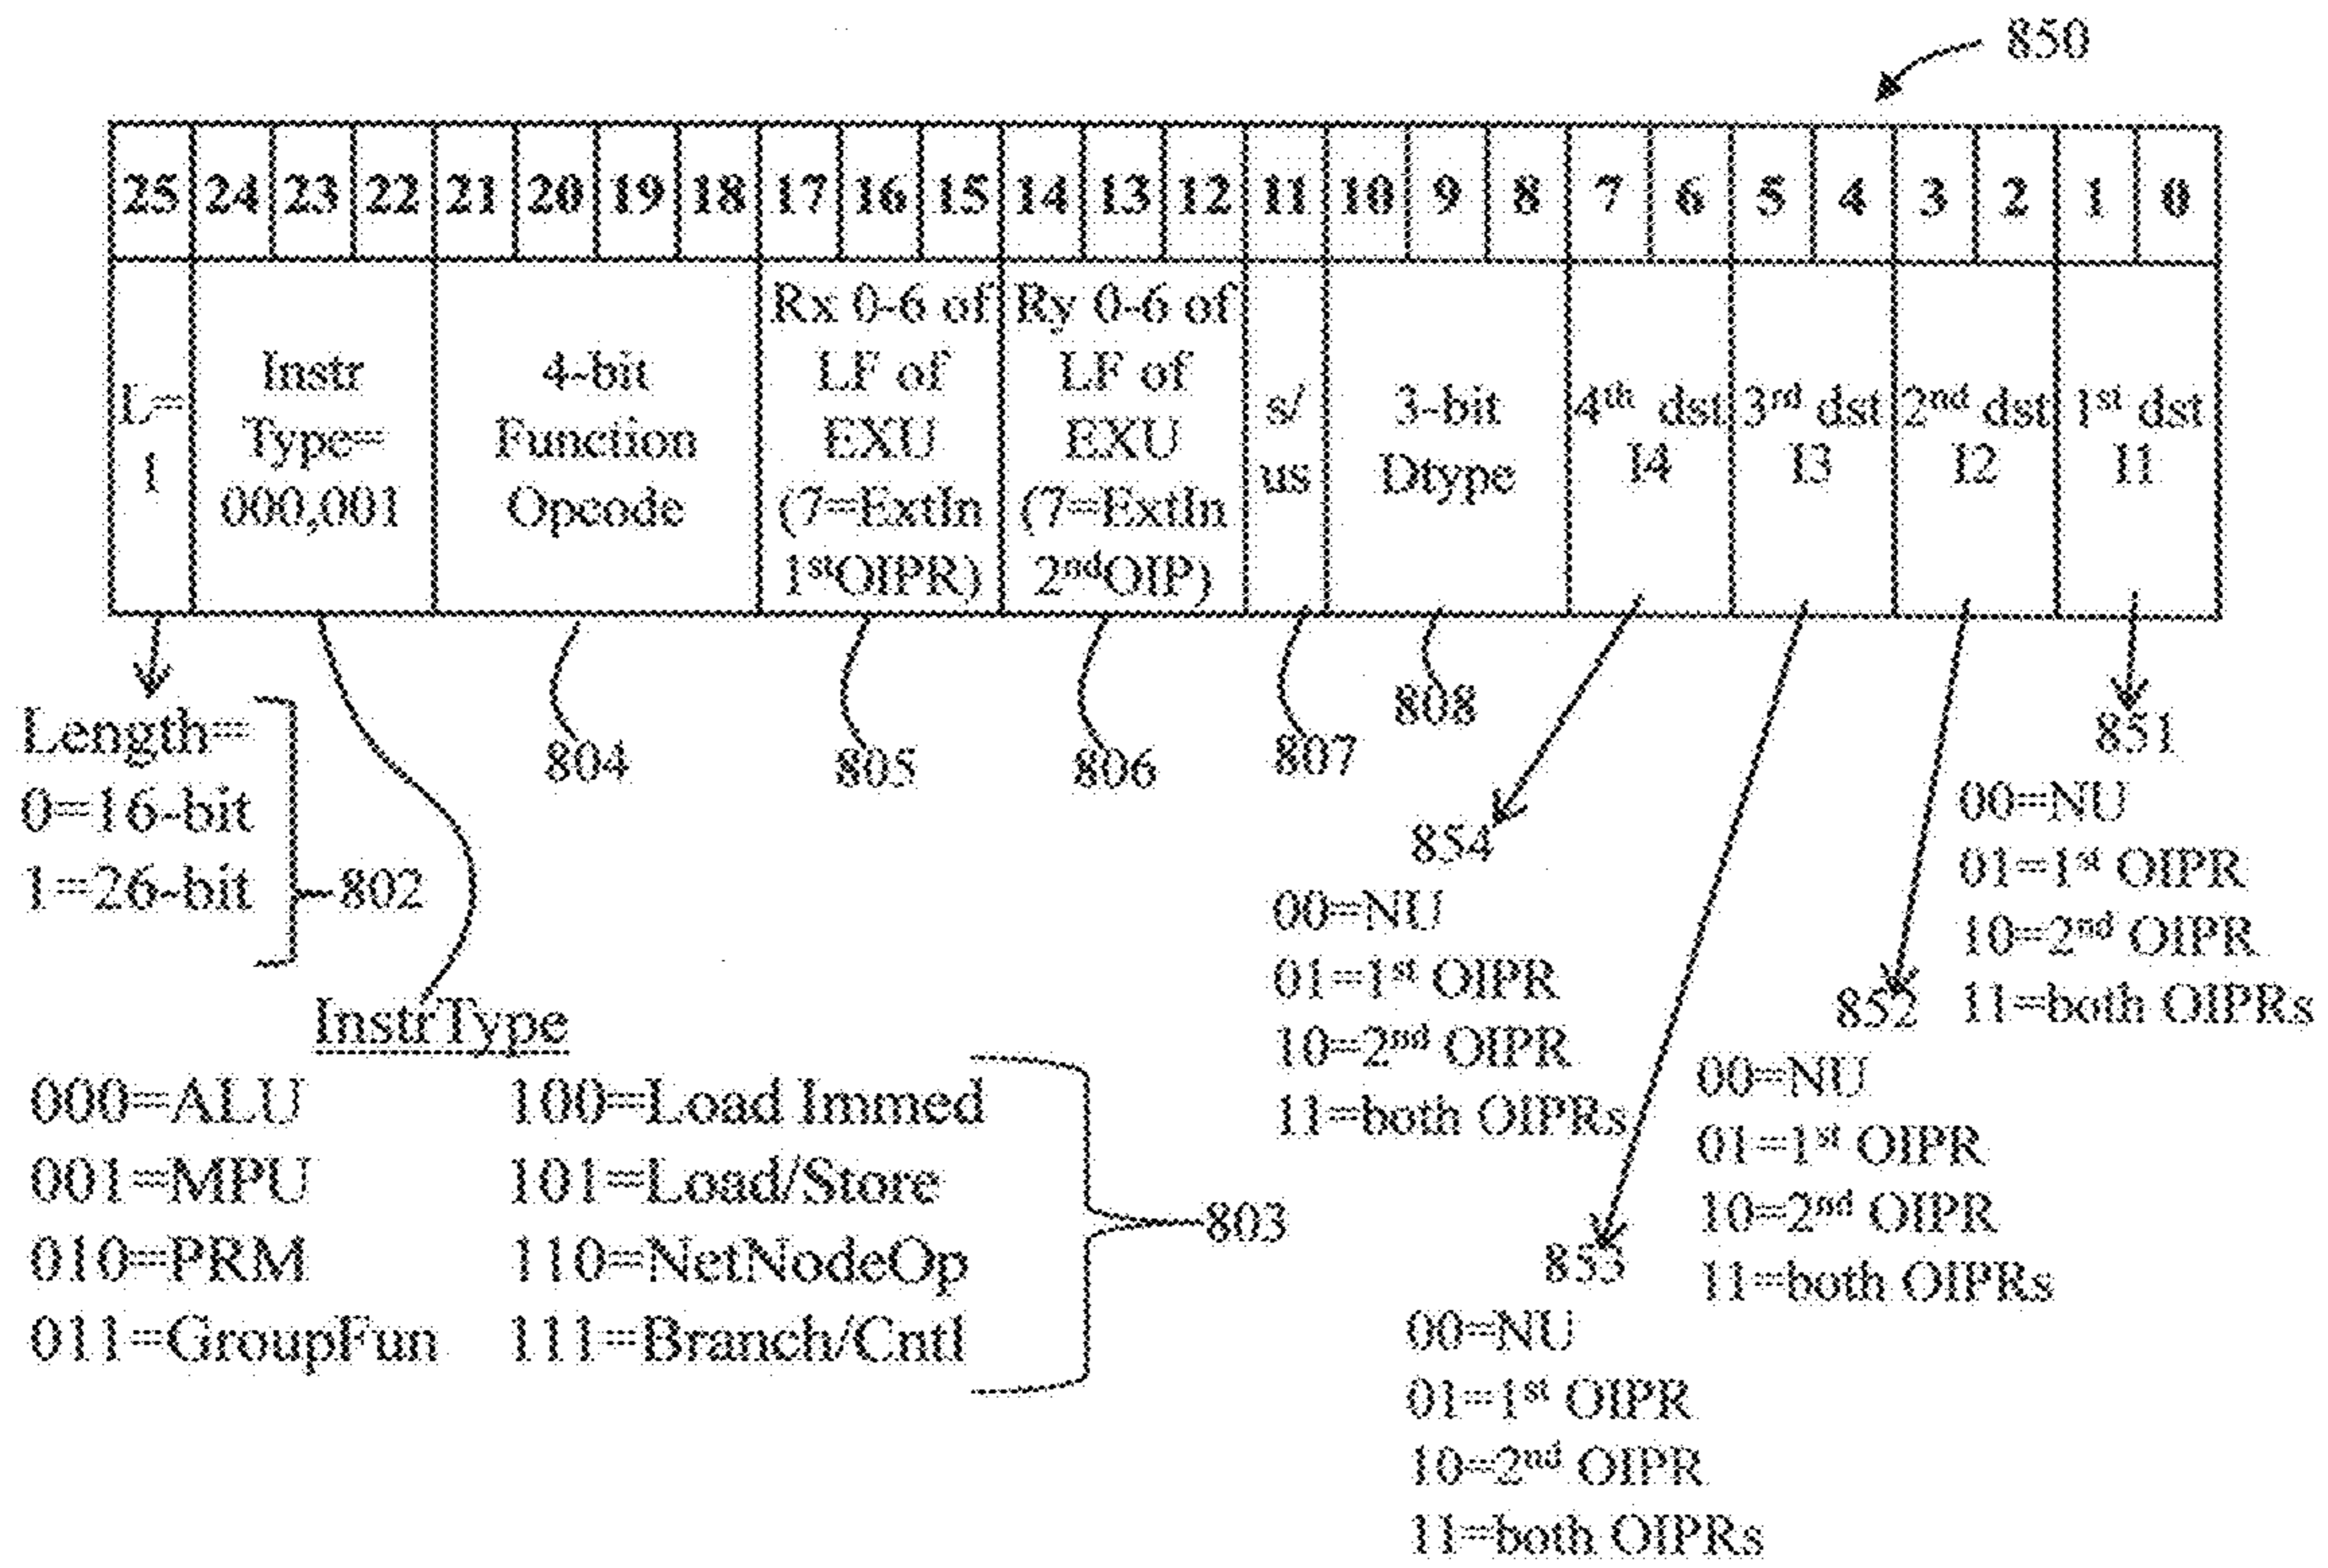 850
25 24 23 22 21 20 19 18 17 16 15 14 13 12 11 10 9 8 7 6 5 4 3 2 1 0
L=
1
Instr
Type=
000,001
4-bit
Function
Opcode
Rx 0-6 of
LF of
EXU
(7=ExtIn
1stOIPR)
Ry 0-6 of
LF of
EXU
(7=ExtIn
2ndOIP)
s/
us
3-bit
Dtype
4th dst
I4
3rd dst
I3
2nd dst
I2
1st dst
I1
Length=
0=16-bit
1=26-bit
802
804
805
806
807
808
InstrType
000=ALU
001=MPU
010=PRM
011=GroupFun
100=Load Immed
101=Load/Store
110=NetNodeOp
111=Branch/Cntl
803
854
00=NU
01=1st OIPR
10=2nd OIPR
11=both OIPRs
853
00=NU
01=1st OIPR
10=2nd OIPR
11=both OIPRs
852
00=NU
01=1st OIPR
10=2nd OIPR
11=both OIPRs
851
00=NU
01=1st OIPR
10=2nd OIPR
11=both OIPRs